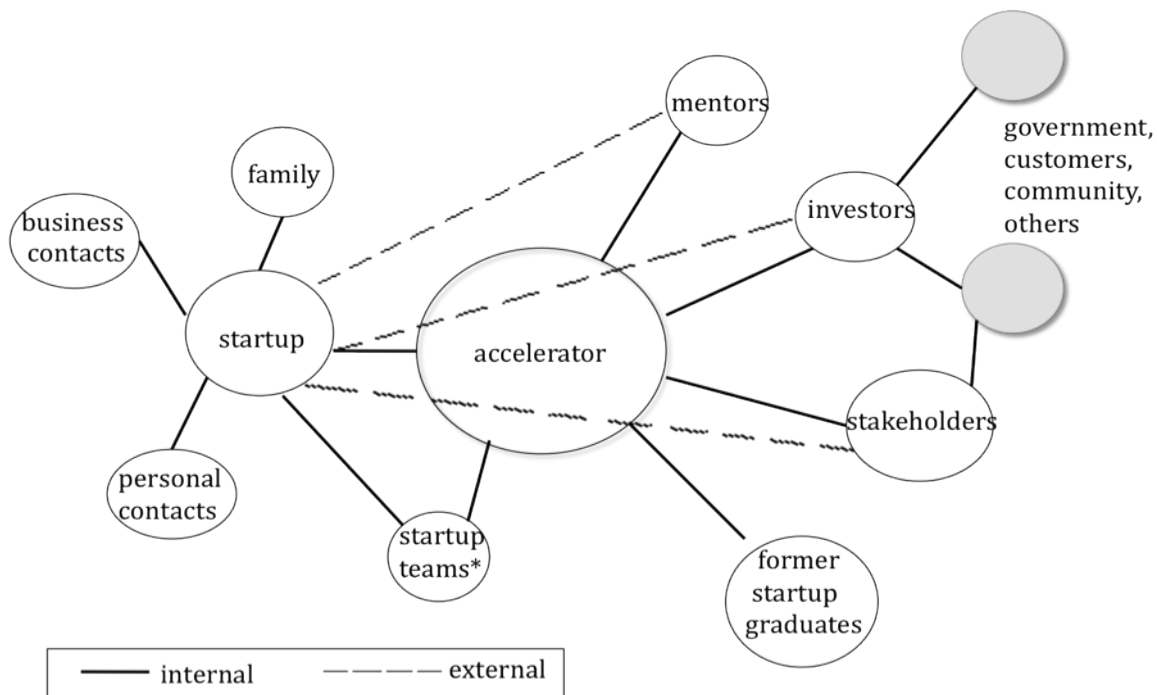 mentors
government,
customers,
community,
others
family
investors
business
contacts
startup
accelerator
stakeholders
personal
contacts
startup
teams*
former
startup
graduates
internal
external